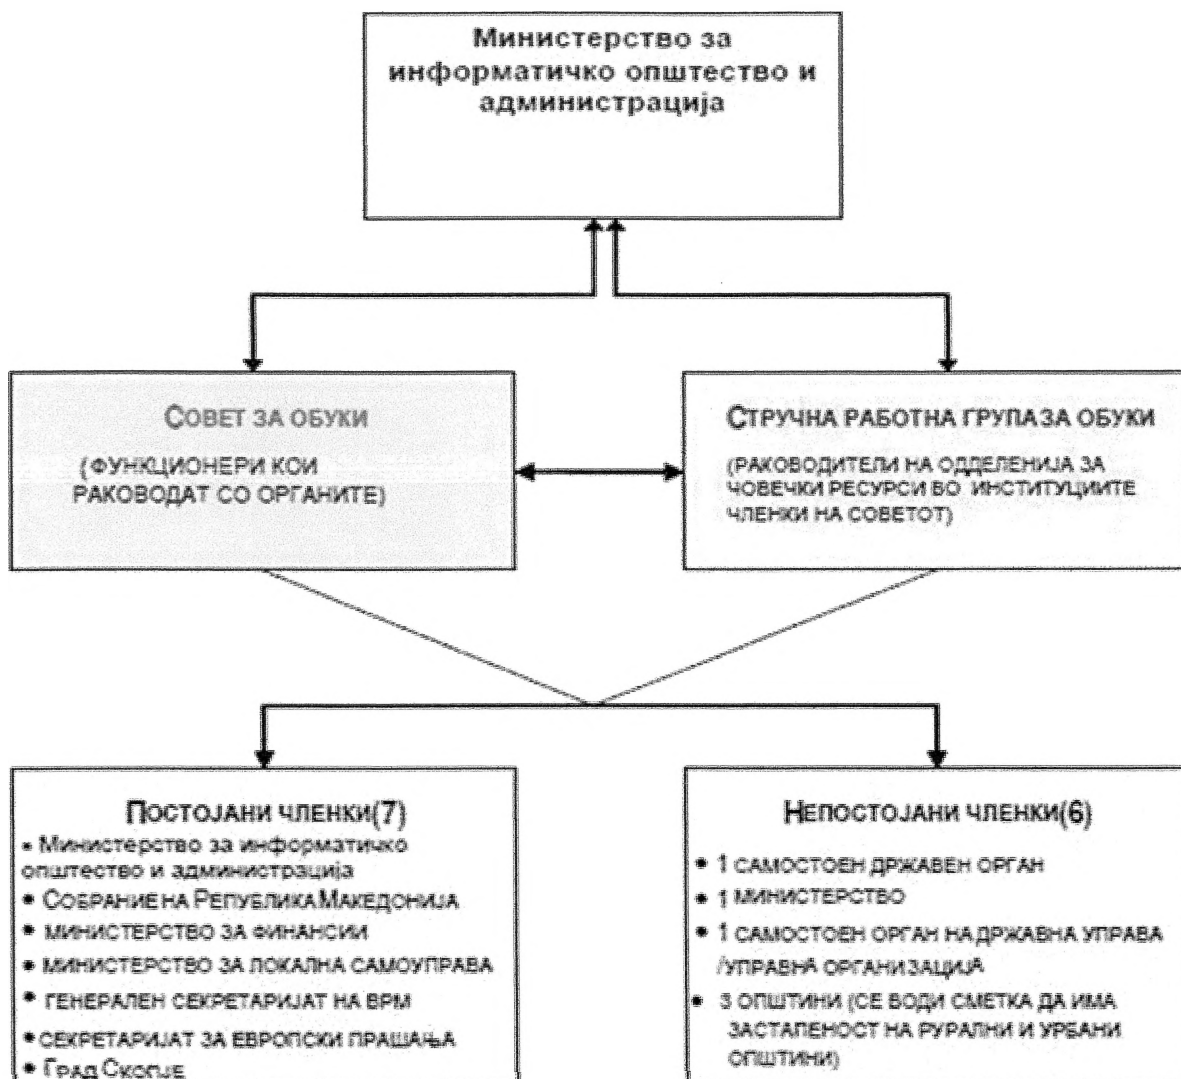 Министерство за
информатичко општество и
администрација
СОВЕТ ЗА ОБУКИ
(ФУНКЦИОНЕРИ КОИ
РАКОВОДАТ СО ОРГАНИТЕ)
СТРУЧНА РАБОТНА ГРУПА ЗА ОБУКИ
(РАКОВОДИТЕЛИ НА ОДДЕЛЕНИЈА ЗА
ЧОВЕЧКИ РЕСУРСИ ВО ИНСТИТУЦИИТЕ
ЧЛЕНКИ НА СОВЕТОТ)
ПОСТОЈАНИ ЧЛЕНКИ(7)
• Министерство за информатичко
општество и администрација
• СОБРАНИЕ НА РЕПУБЛИКА МАКЕДОНИЈА
• МИНИСТЕРСТВО ЗА ФИНАНСИИ
• МИНИСТЕРСТВО ЗА ЛОКАЛНА САМОУПРАВА
• ГЕНЕРАЛЕН СЕКРЕТАРИЈАТ НА ВРМ
• СЕКРЕТАРИЈАТ ЗА ЕВРОПСКИ ПРАШАЊА
• ГРАД СКОПЈЕ
НЕПОСТОЈАНИ ЧЛЕНКИ(6)
• 1 САМОСТОЕН ДРЖАВЕН ОРГАН
• 1 МИНИСТЕРСТВО
• 1 САМОСТОЕН ОРГАН НА ДРЖАВНА УПРАВА
/УПРАВНА ОРГАНИЗАЦИЈА
• 3 ОПШТИНИ (СЕ ВОДИ СМЕТКА ДА ИМА
ЗАСТАПЕНОСТ НА РУРАЛНИ И УРБАНИ
ОПШТИНИ)